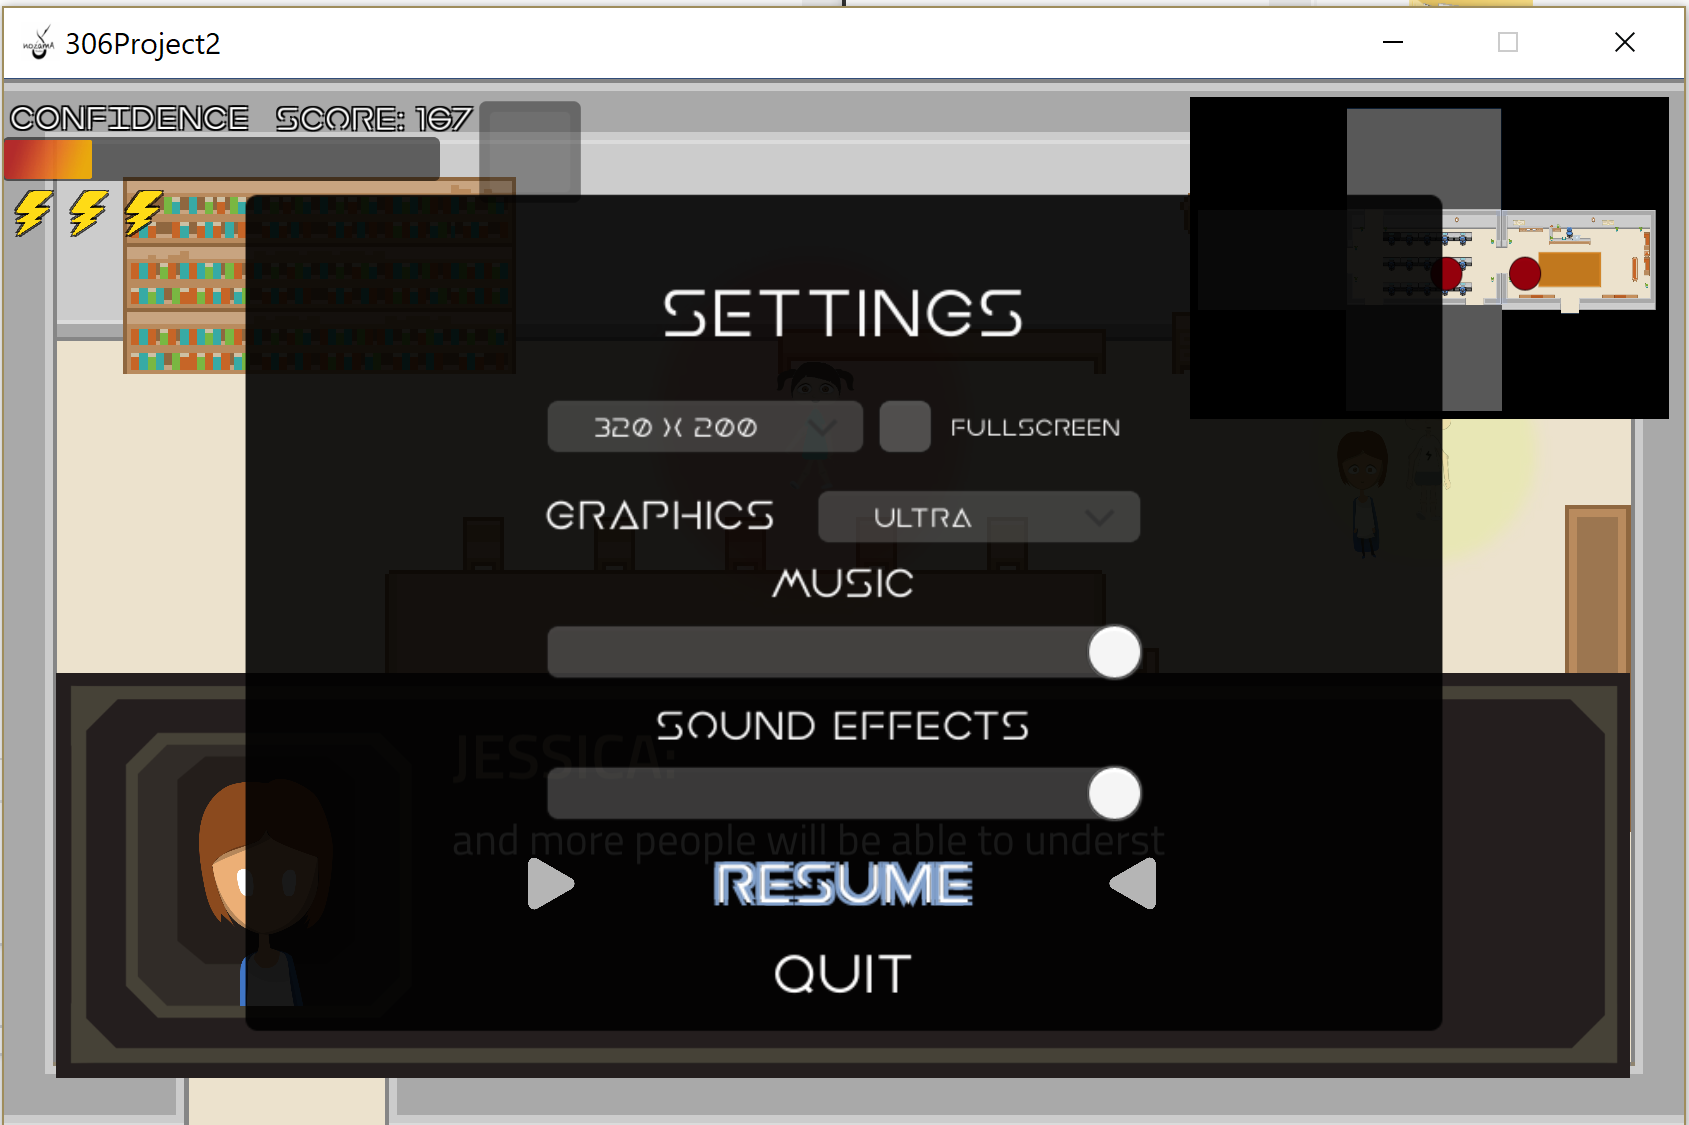 306Project2
CONFIDENCE SCORE: 167
SETTINGS
320 X 200 FULLSCREEN
GRAPHICS ULTRA
MUSIC
SOUND EFFECTS
JESSICA:
and more people will be able to underst
RESUME
QUIT